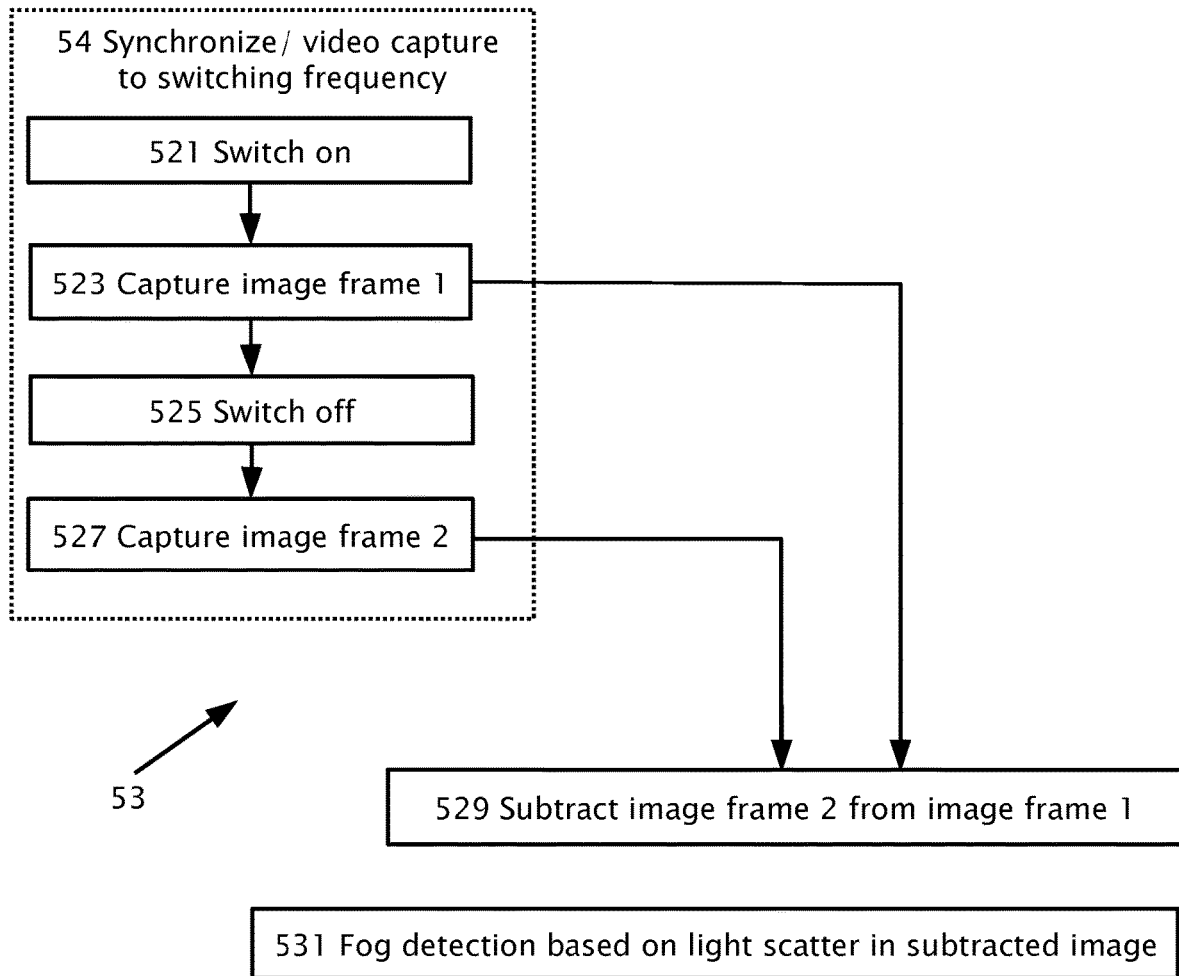 54 Synchronize/ video capture
to switching frequency
521 Switch on
523 Capture image frame 1
525 Switch off
527 Capture image frame 2
53
529 Subtract image frame 2 from image frame 1
531 Fog detection based on light scatter in subtracted image